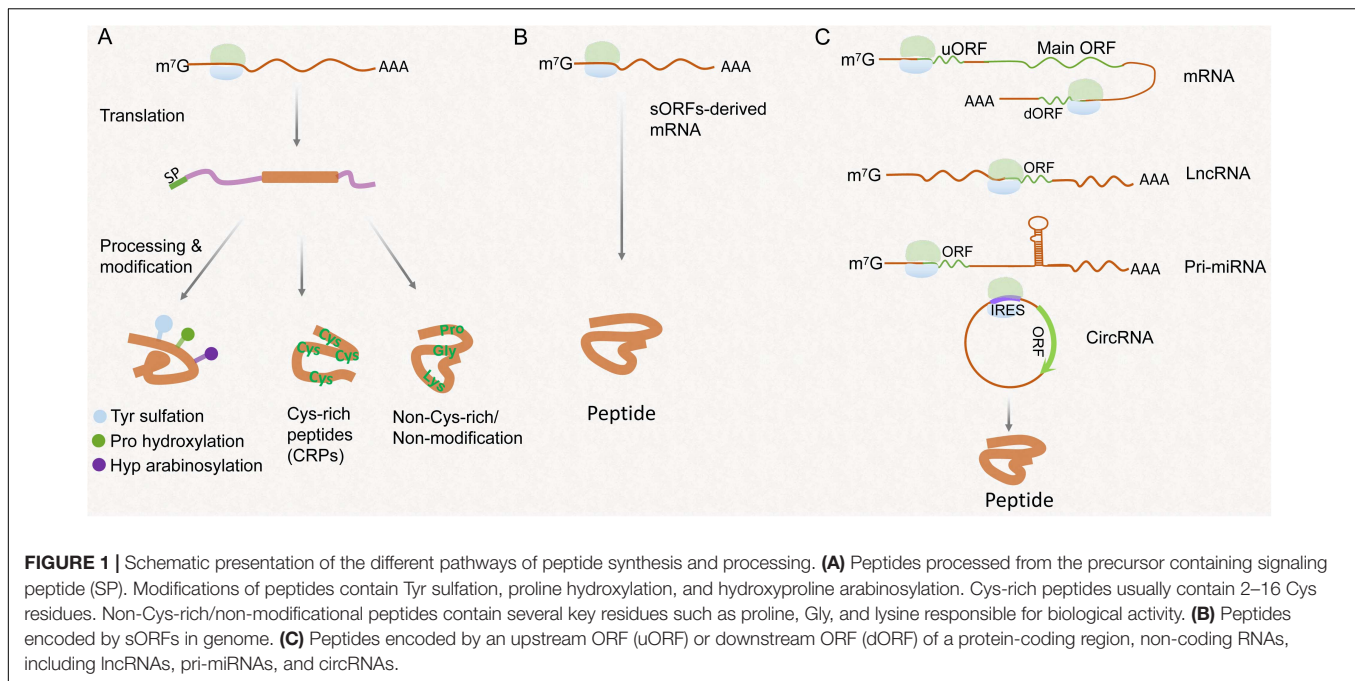 A
m⁷G
AAA
Translation
SP
Processing &
modification
Cys
Cys
Cys
Cys
Pro
Gly
Lys
Tyr sulfation
Pro hydroxylation
Hyp arabinosylation
Cys-rich
peptides
(CRPs)
Non-Cys-rich/
Non-modification
B
m⁷G
AAA
sORFs-derived
mRNA
Peptide
C
m⁷G
uORF
Main ORF
mRNA
AAA
dORF
m⁷G
ORF
AAA
LncRNA
m⁷G
ORF
AAA
Pri-miRNA
IRES
ORF
CircRNA
Peptide
FIGURE 1 | Schematic presentation of the different pathways of peptide synthesis and processing. (A) Peptides processed from the precursor containing signaling
peptide (SP). Modifications of peptides contain Tyr sulfation, proline hydroxylation, and hydroxyproline arabinosylation. Cys-rich peptides usually contain 2–16 Cys
residues. Non-Cys-rich/non-modificational peptides contain several key residues such as proline, Gly, and lysine responsible for biological activity. (B) Peptides
encoded by sORFs in genome. (C) Peptides encoded by an upstream ORF (uORF) or downstream ORF (dORF) of a protein-coding region, non-coding RNAs,
including lncRNAs, pri-miRNAs, and circRNAs.